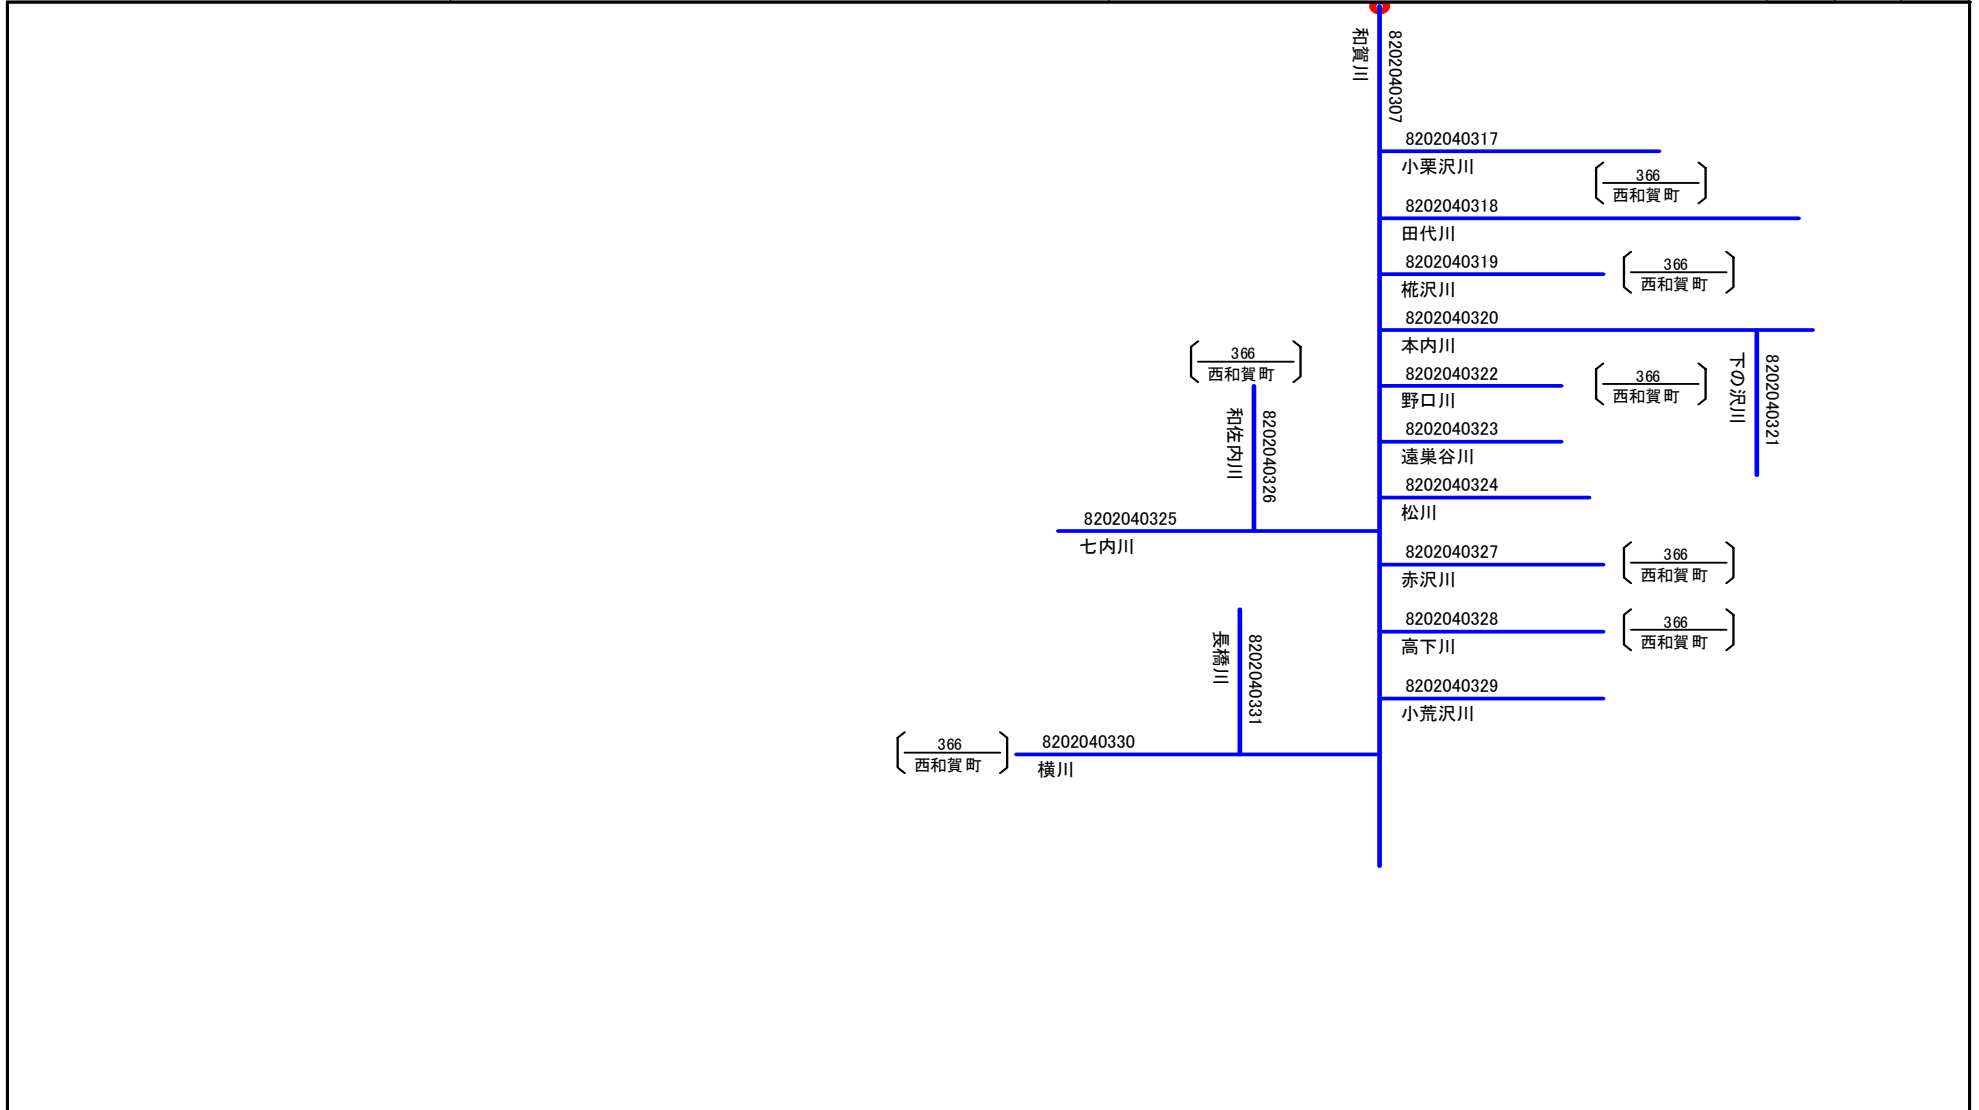 和賀川
8202040307
8202040317
小栗沢川
366
西和賀町
8202040318
田代川
8202040319
椛沢川
366
西和賀町
8202040320
本内川
下の沢川
8202040321
8202040322
野口川
366
西和賀町
366
西和賀町
和佐内川
8202040326
8202040323
遠巣谷川
8202040324
松川
8202040325
七内川
8202040327
赤沢川
366
西和賀町
8202040328
高下川
366
西和賀町
長橋川
8202040331
8202040329
小荒沢川
366
西和賀町
8202040330
横川